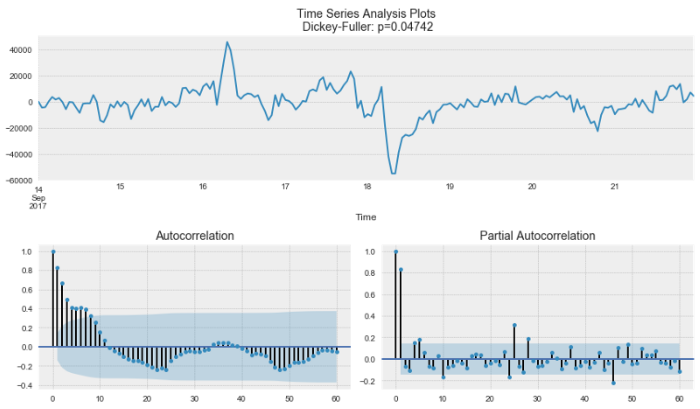 Time Series Analysis Plots
Dickey-Fuller: p=0.04742
40000
20000
0
−20000
−40000
−60000
14 15 16 17 18 19 20 21
Sep
2017
Time
Autocorrelation
1.0
0.8
0.6
0.4
0.2
0.0
−0.2
−0.4
0 10 20 30 40 50 60
Partial Autocorrelation
1.0
0.8
0.6
0.4
0.2
0.0
−0.2
0 10 20 30 40 50 60